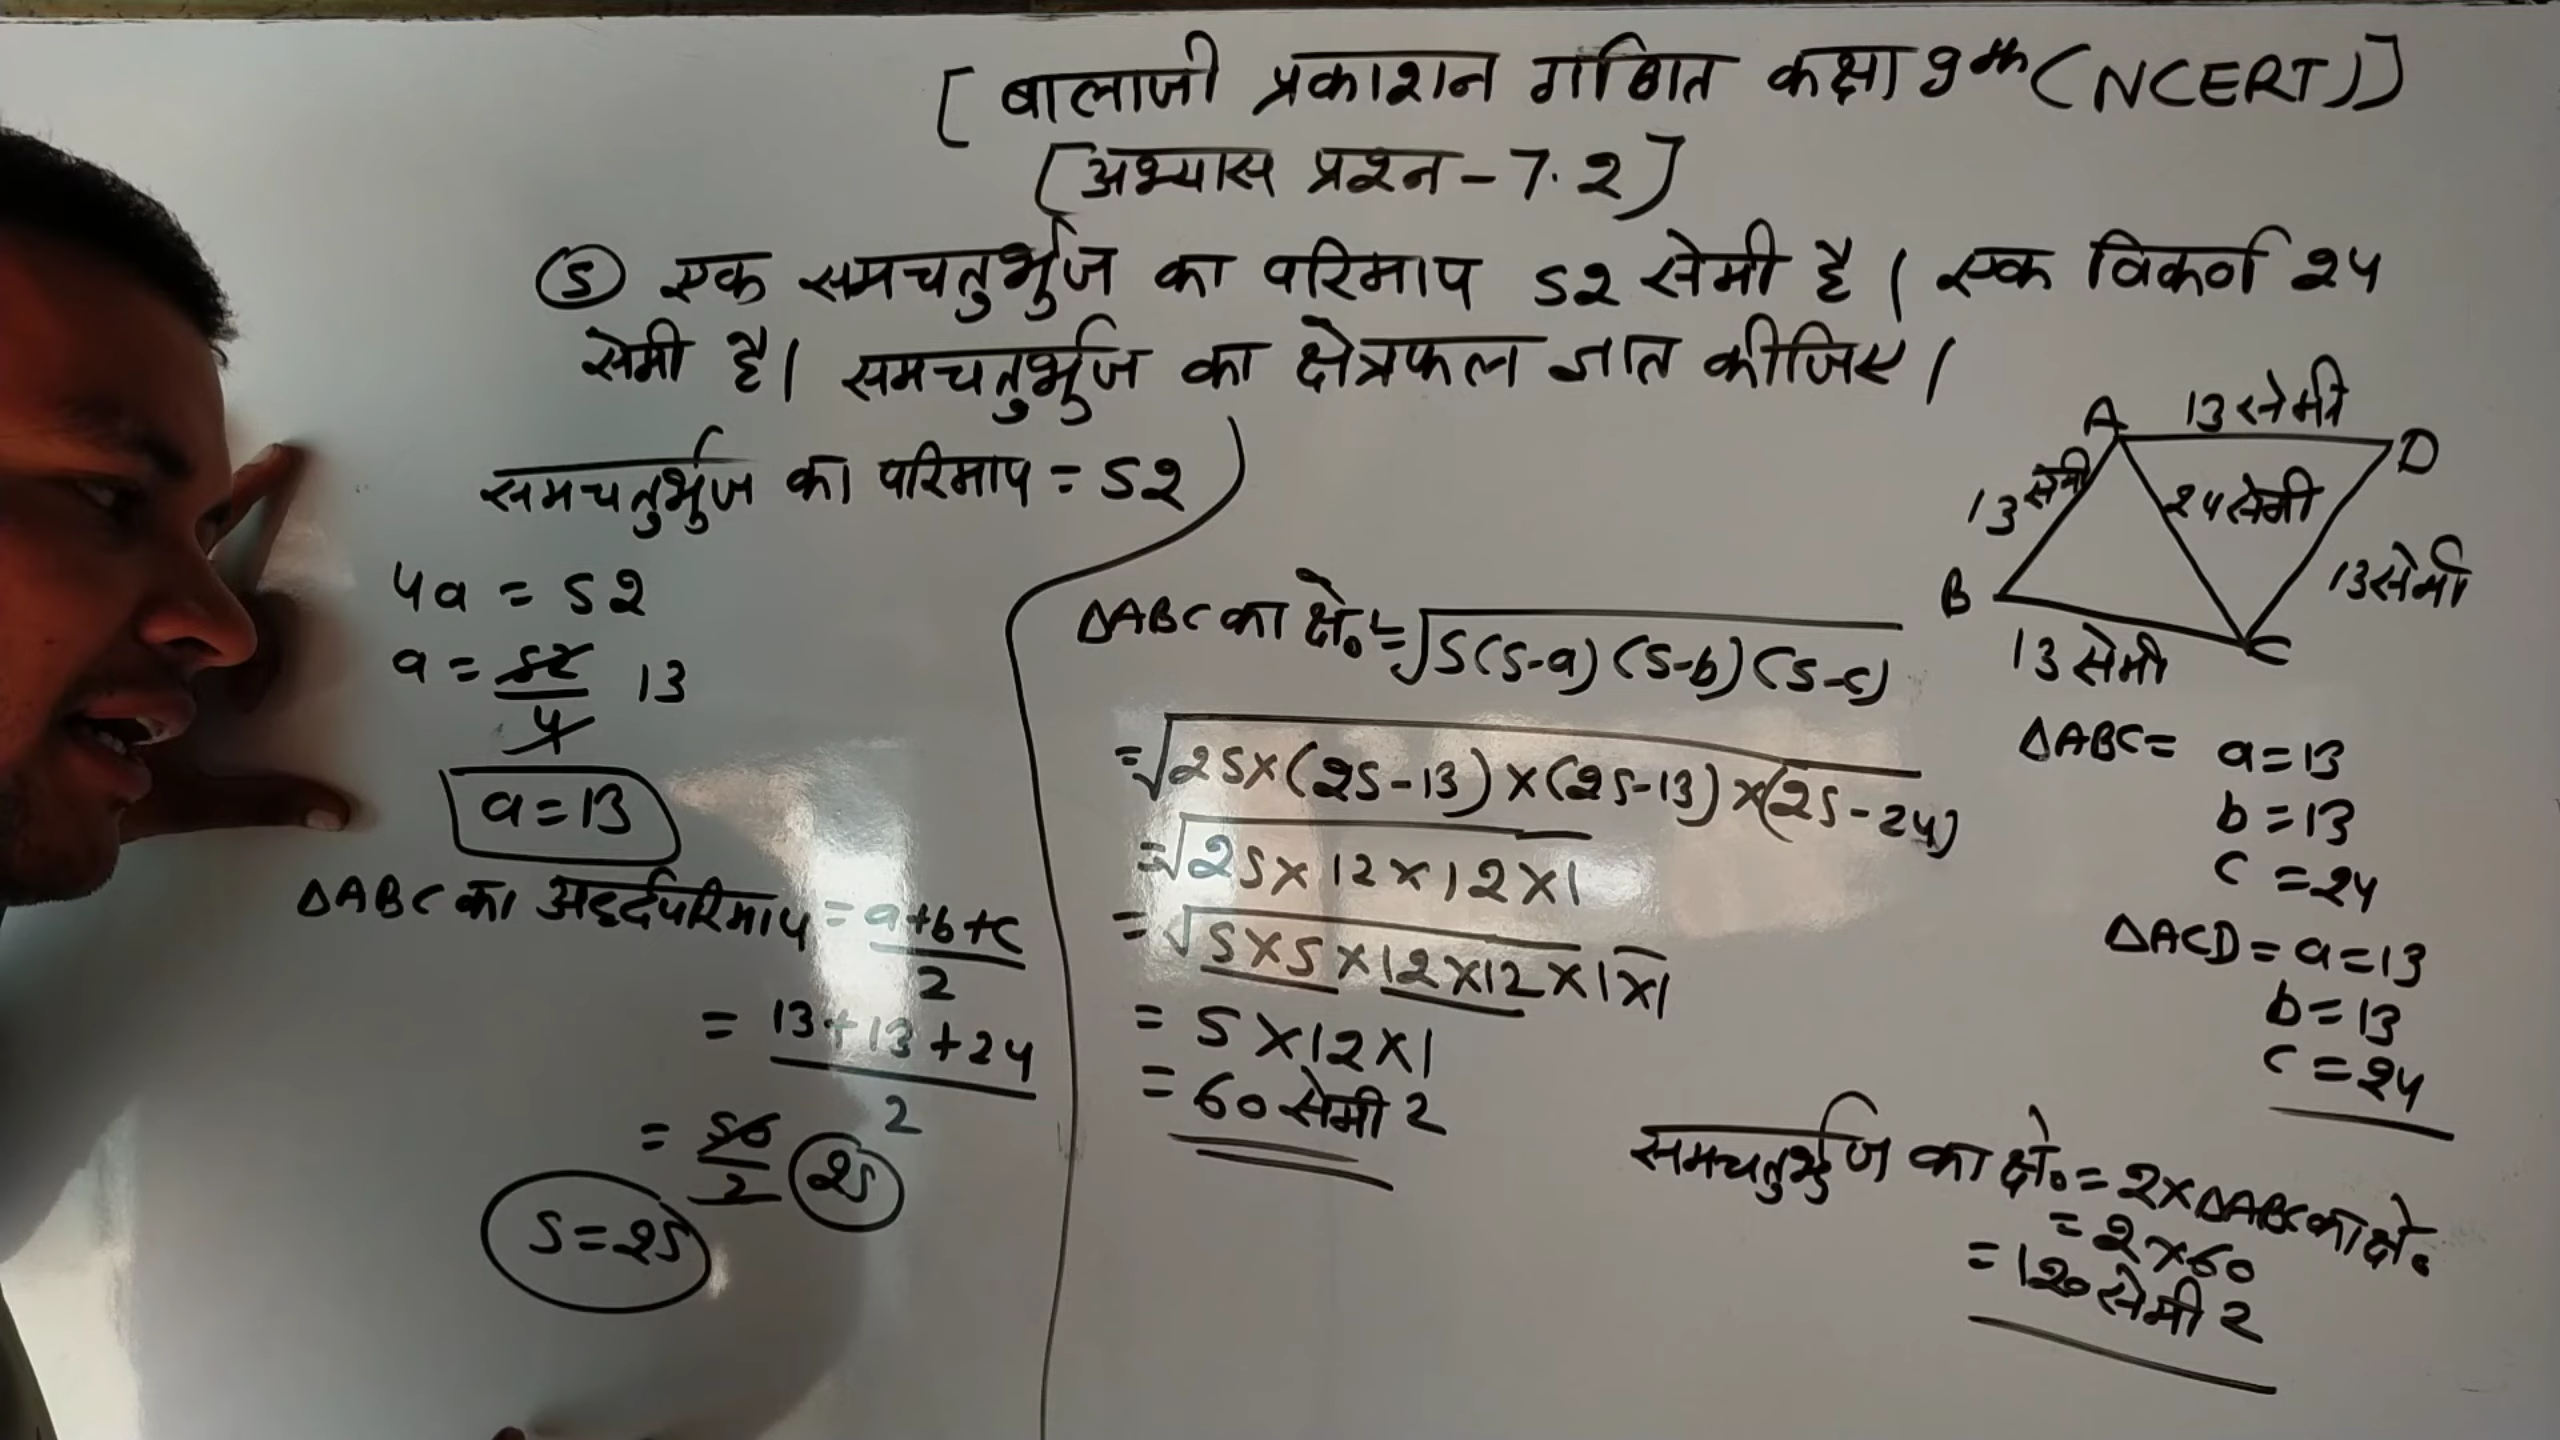 [ बालाजी प्रकाशन गणित कक्षा 9th (NCERT)]
[अभ्यास प्रश्न - 7.2]
(5) एक समचतुर्भुज का परिमाप 52 सेमी है। एक विकर्ण 24
सेमी है। समचतुर्भुज का क्षेत्रफल ज्ञात कीजिए।
समचतुर्भुज का परिमाप = 52
4a = 52
a = 52/4 13
a = 13
ΔABC का अर्द्धपरिमाप = a+b+c/2
= 13+13+24/2
= 50/2 25
S = 25
ΔABC का क्षे० = √S(S-a)(S-b)(S-c)
= √25×(25-13)×(25-13)×(25-24)
= √25×12×12×1
= √5×5×12×12×1×1
= 5×12×1
= 60 सेमी 2
A 13 सेमी D
13 सेमी 24 सेमी 13 सेमी
B 13 सेमी C
ΔABC = a = 13
b = 13
c = 24
ΔACD = a = 13
b = 13
c = 24
समचतुर्भुज का क्षे० = 2×ΔABC का क्षे०
= 2×60
= 120 सेमी 2